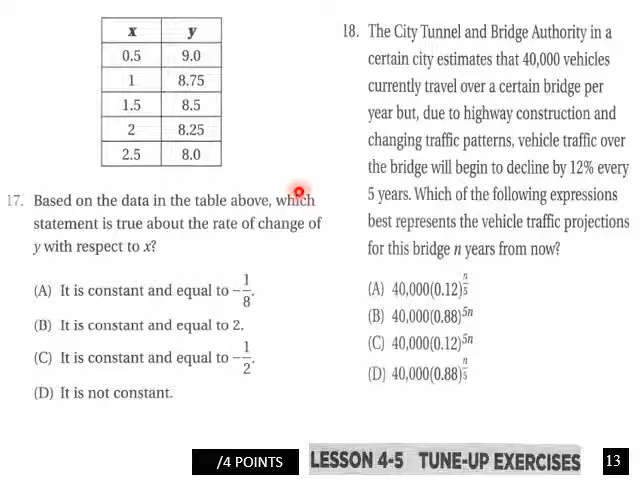 x y
0.5 9.0
1 8.75
1.5 8.5
2 8.25
2.5 8.0
17. Based on the data in the table above, which
statement is true about the rate of change of
y with respect to x?
(A) It is constant and equal to −1/8.
(B) It is constant and equal to 2.
(C) It is constant and equal to −1/2.
(D) It is not constant.
18. The City Tunnel and Bridge Authority in a
certain city estimates that 40,000 vehicles
currently travel over a certain bridge per
year but, due to highway construction and
changing traffic patterns, vehicle traffic over
the bridge will begin to decline by 12% every
5 years. Which of the following expressions
best represents the vehicle traffic projections
for this bridge n years from now?
(A) 40,000(0.12)^(n/5)
(B) 40,000(0.88)^(5n)
(C) 40,000(0.12)^(5n)
(D) 40,000(0.88)^(n/5)
/4 POINTS
LESSON 4-5 TUNE-UP EXERCISES
13